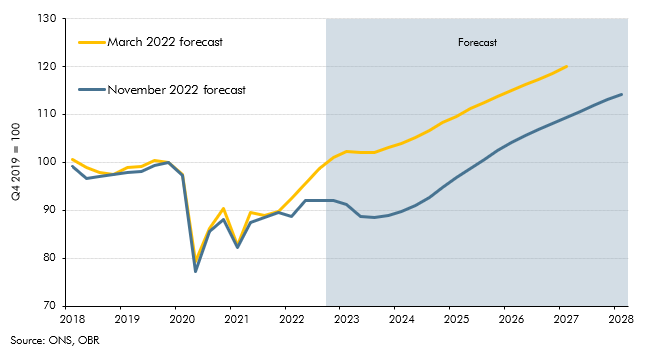 130
120
110
100
90
80
70
Q4 2019 = 100
March 2022 forecast
November 2022 forecast
Forecast
2018 2019 2020 2021 2022 2023 2024 2025 2026 2027 2028
Source: ONS, OBR